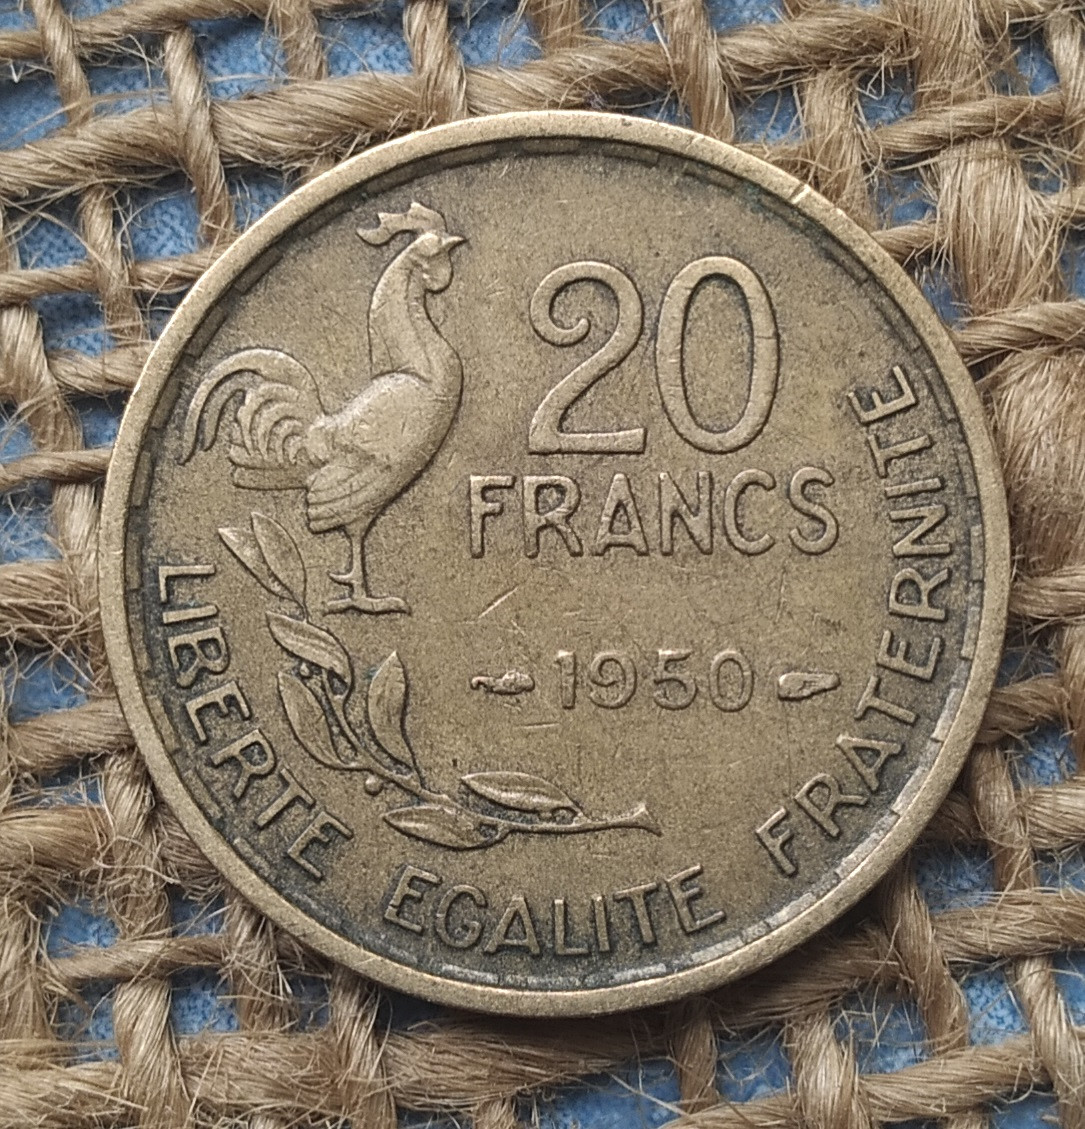 20
FRANCS
1950
LIBERTE EGALITE FRATERNITE